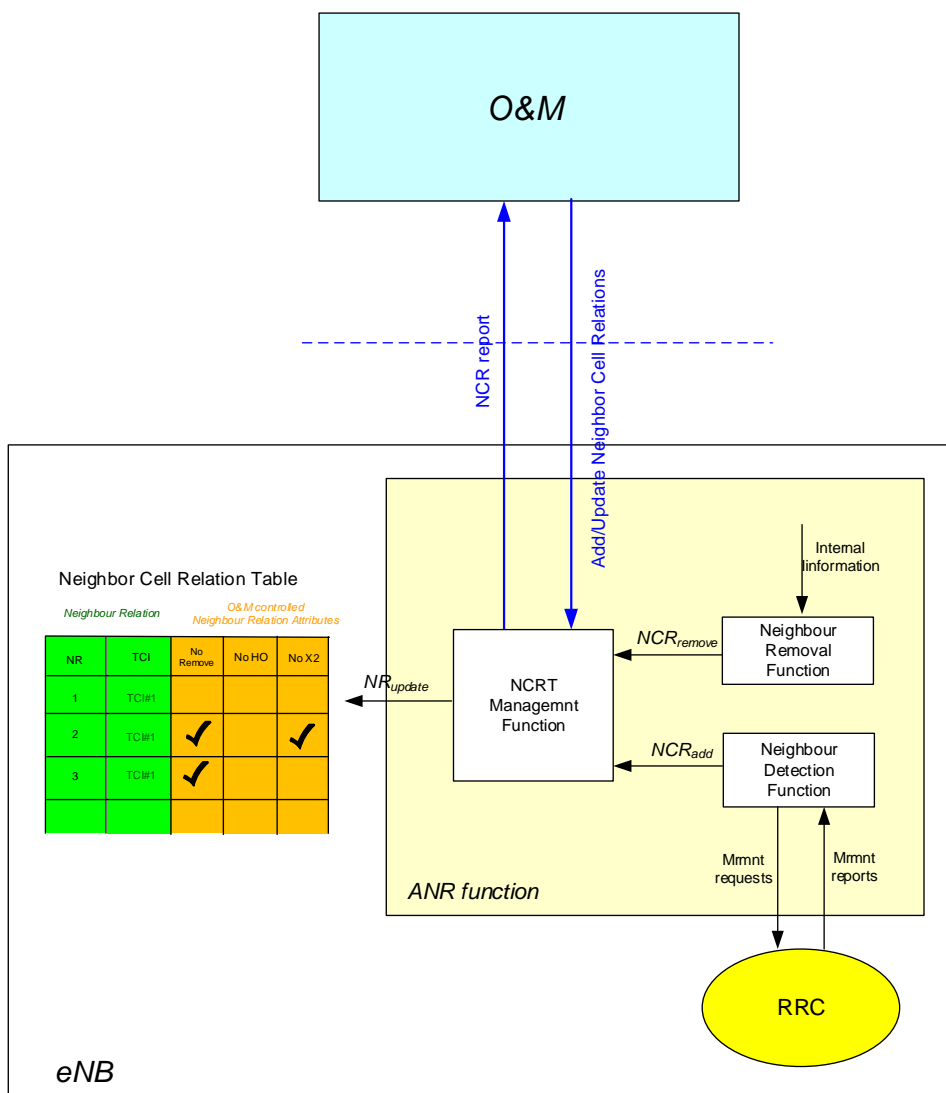 O&M
NCR report
Add/Update Neighbor Cell Relations
Internal
Iinformation
Neighbor Cell Relation Table
Neighbour Relation
O&M controlled
Neighbour Relation Attributes
NR
TCI
No
Remove
No HO
No X2
1
TCI#1
2
TCI#1
3
TCI#1
NRupdate
NCRT
Managemnt
Function
NCRremove
Neighbour
Removal
Function
NCRadd
Neighbour
Detection
Function
Mrmnt
requests
Mrmnt
reports
ANR function
RRC
eNB